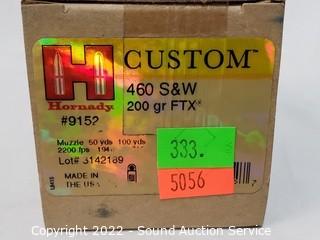 H
Hornady
CUSTOM™
460 S&W
200 gr FTX®
#9152
Muzzle 50 yds 100 yds
2200 fps
Lot# 3142189
MADE IN
THE USA
333.
5056
7
Copyright 2022 - Sound Auction Service